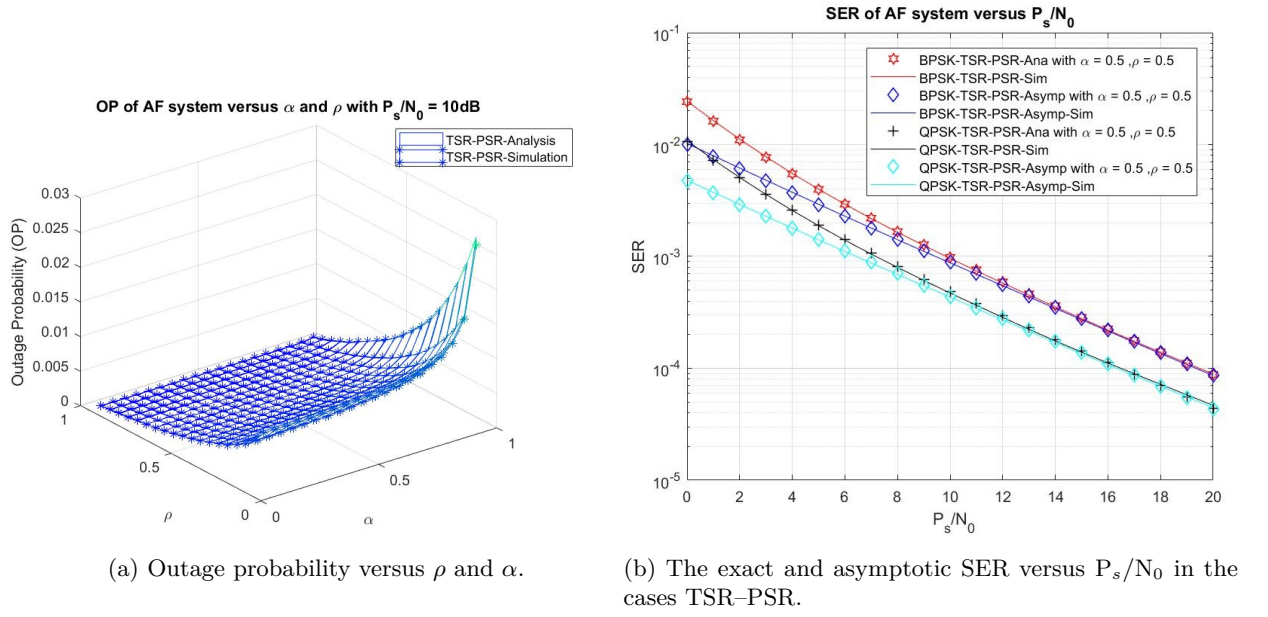 OP of AF system versus α and ρ with P_s/N_0 = 10dB
TSR-PSR-Analysis
TSR-PSR-Simulation
Outage Probability (OP)
0.03
0.025
0.02
0.015
0.01
0.005
0
1
0.5
0
ρ
0
0.5
1
α
(a) Outage probability versus ρ and α.
SER of AF system versus P_s/N_0
SER
10^-1
10^-2
10^-3
10^-4
10^-5
BPSK-TSR-PSR-Ana with α = 0.5 ,ρ = 0.5
BPSK-TSR-PSR-Sim
BPSK-TSR-PSR-Asymp with α = 0.5 ,ρ = 0.5
BPSK-TSR-PSR-Asymp-Sim
QPSK-TSR-PSR-Ana with α = 0.5 ,ρ = 0.5
QPSK-TSR-PSR-Sim
QPSK-TSR-PSR-Asymp with α = 0.5 ,ρ = 0.5
QPSK-TSR-PSR-Asymp-Sim
0 2 4 6 8 10 12 14 16 18 20
P_s/N_0
(b) The exact and asymptotic SER versus P_s/N_0 in the
cases TSR–PSR.